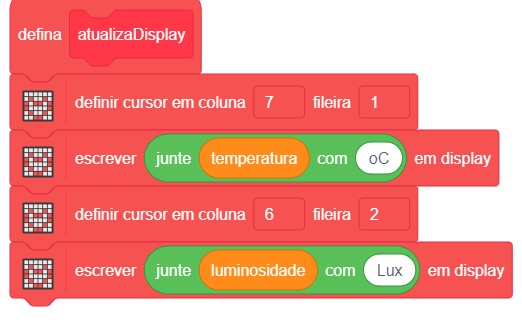 defina atualizaDisplay
definir cursor em coluna 7 fileira 1
escrever junte temperatura com oC em display
definir cursor em coluna 6 fileira 2
escrever junte luminosidade com Lux em display